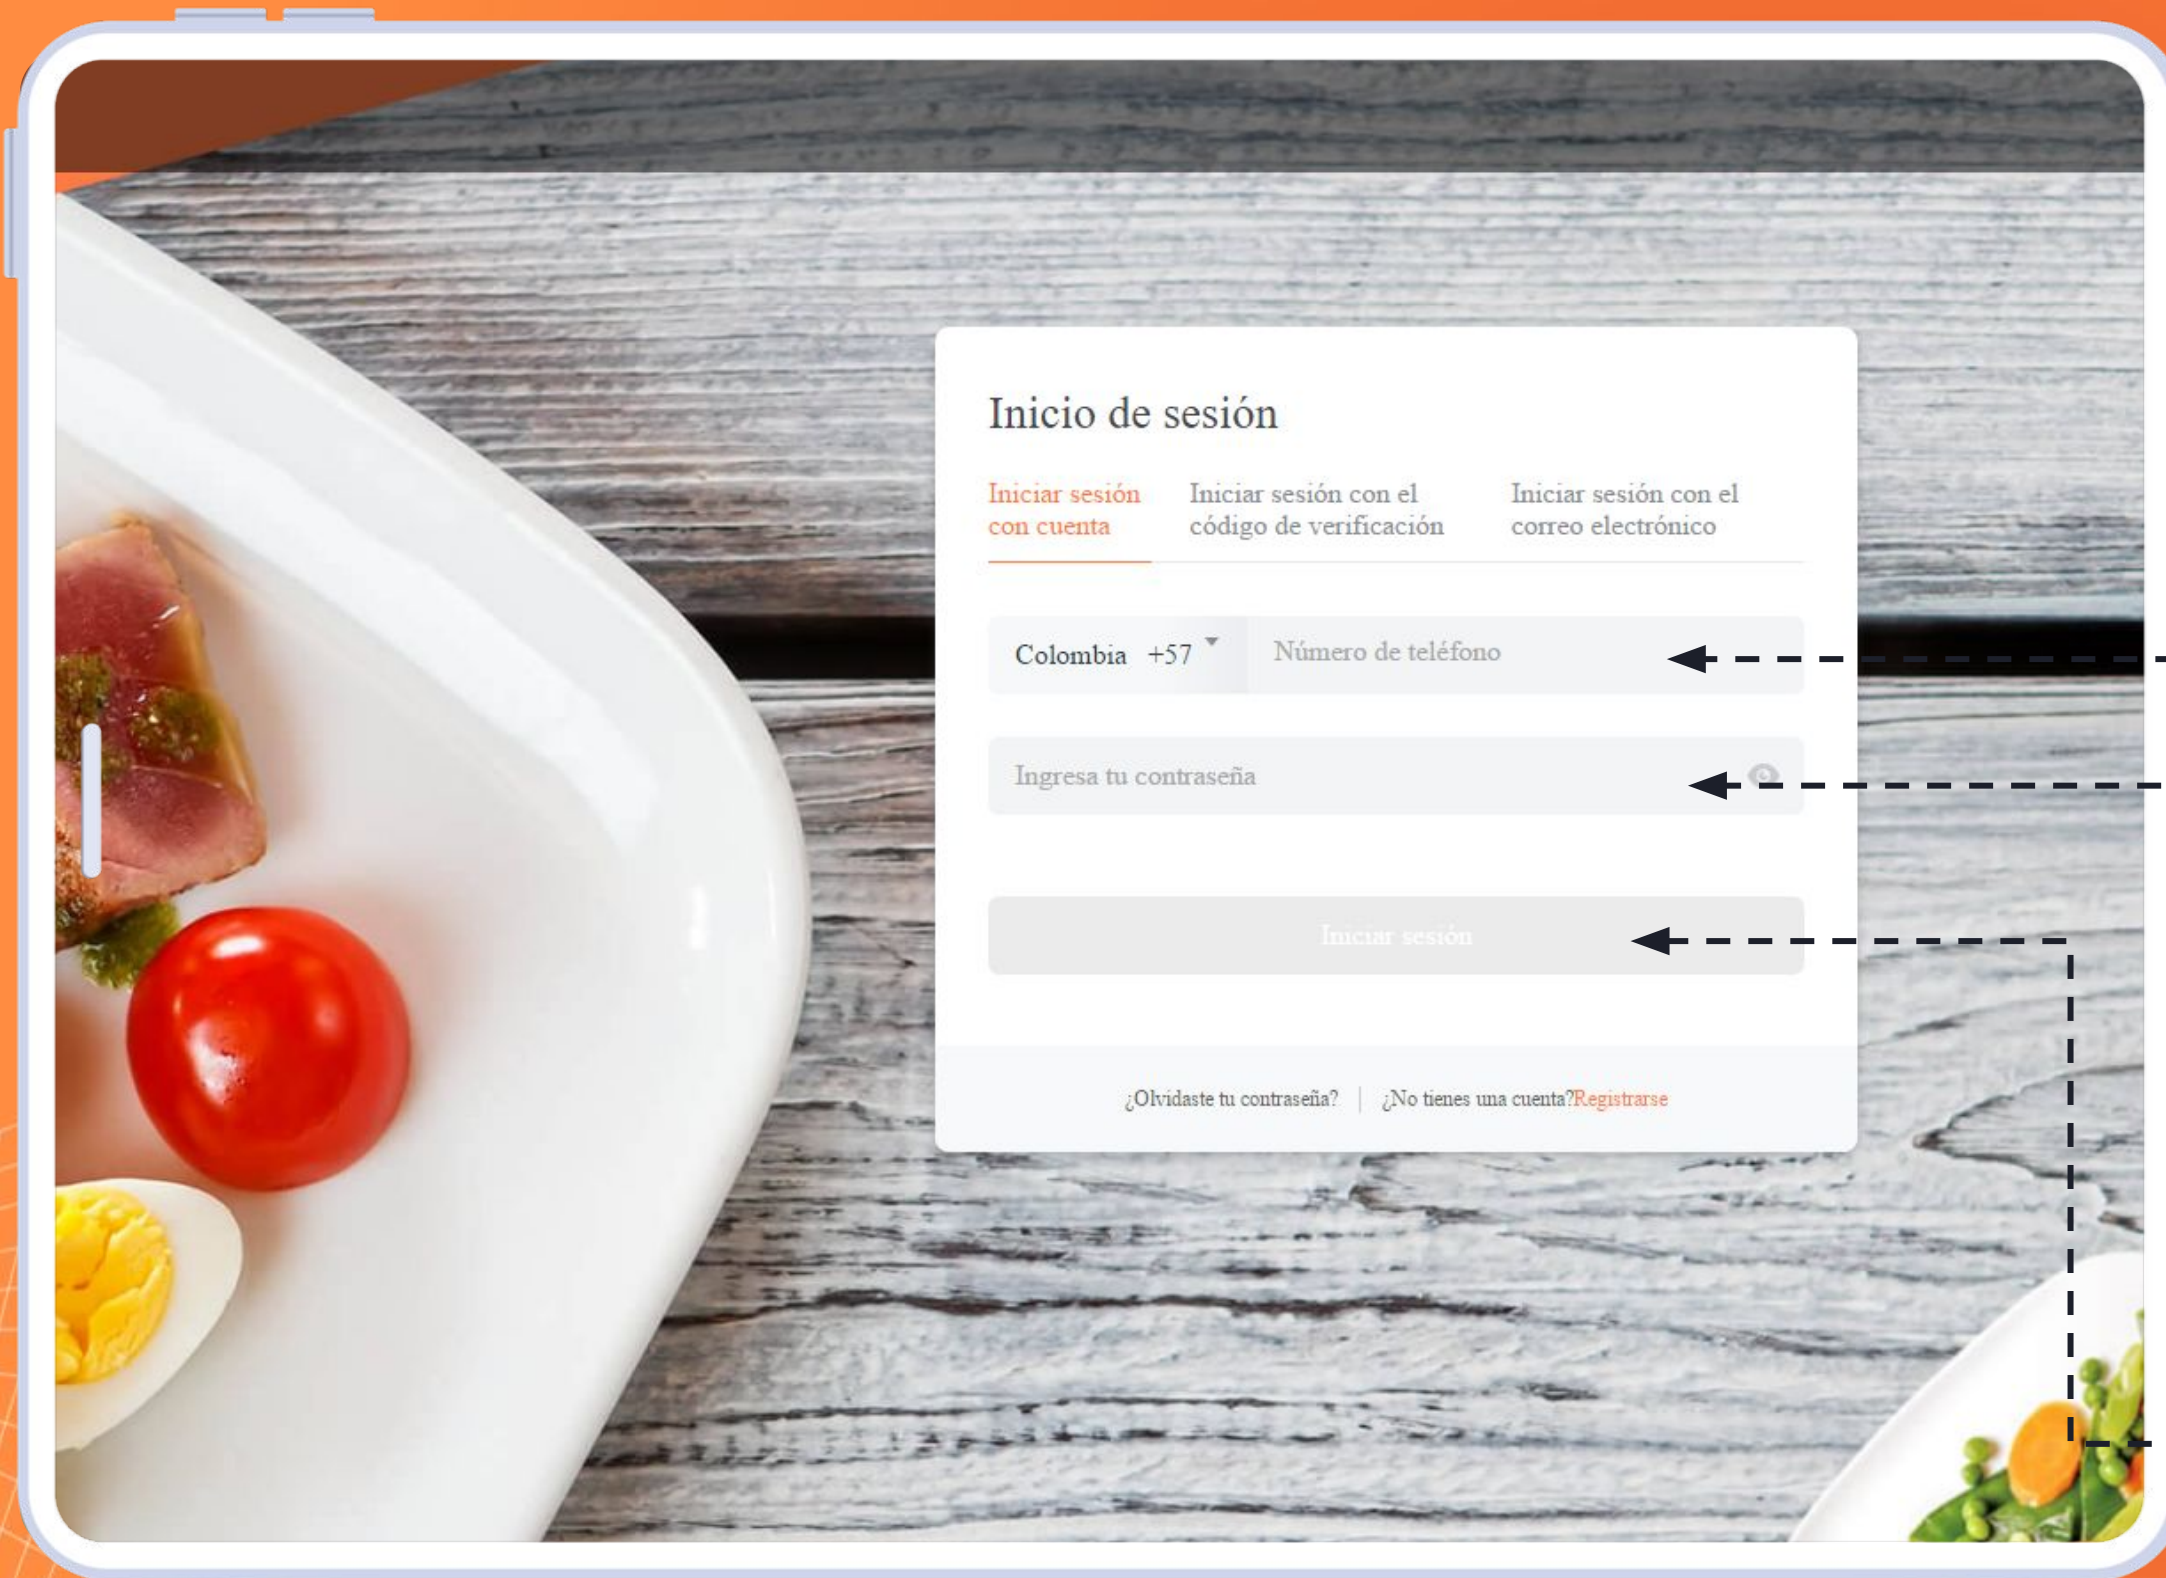 Inicio de sesión
Iniciar sesión
con cuenta
Iniciar sesión con el
código de verificación
Iniciar sesión con el
correo electrónico
Colombia +57
Número de teléfono
Ingresa tu contraseña
Iniciar sesión
¿Olvidaste tu contraseña? | ¿No tienes una cuenta?Registrarse